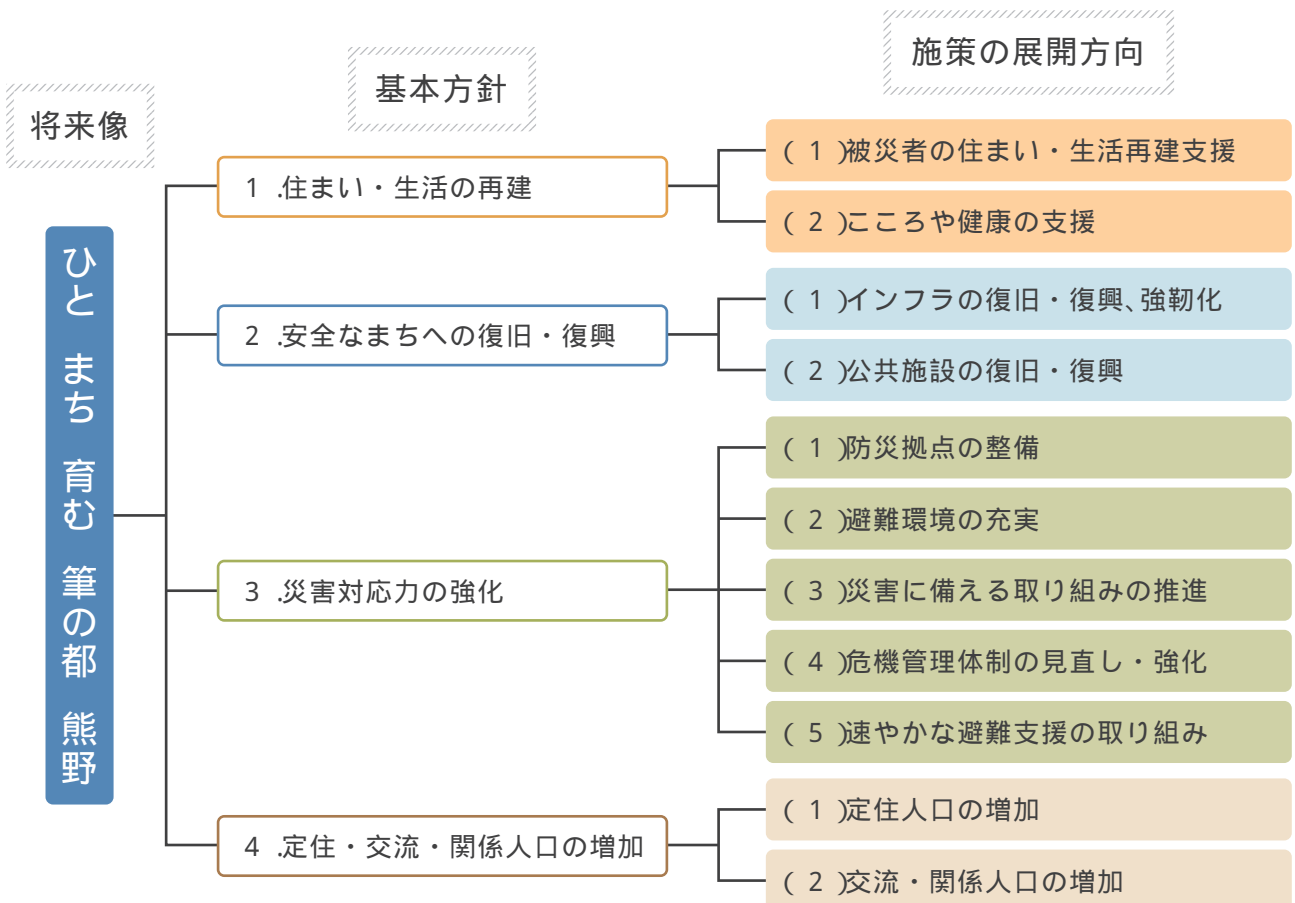 将来像
基本方針
施策の展開方向
ひと まち 育む 筆の都 熊野
1 .住まい・生活の再建
(1)被災者の住まい・生活再建支援
(2)こころや健康の支援
2 .安全なまちへの復旧・復興
(1)インフラの復旧・復興、強靭化
(2)公共施設の復旧・復興
3 .災害対応力の強化
(1)防災拠点の整備
(2)避難環境の充実
(3)災害に備える取り組みの推進
(4)危機管理体制の見直し・強化
(5)速やかな避難支援の取り組み
4 .定住・交流・関係人口の増加
(1)定住人口の増加
(2)交流・関係人口の増加